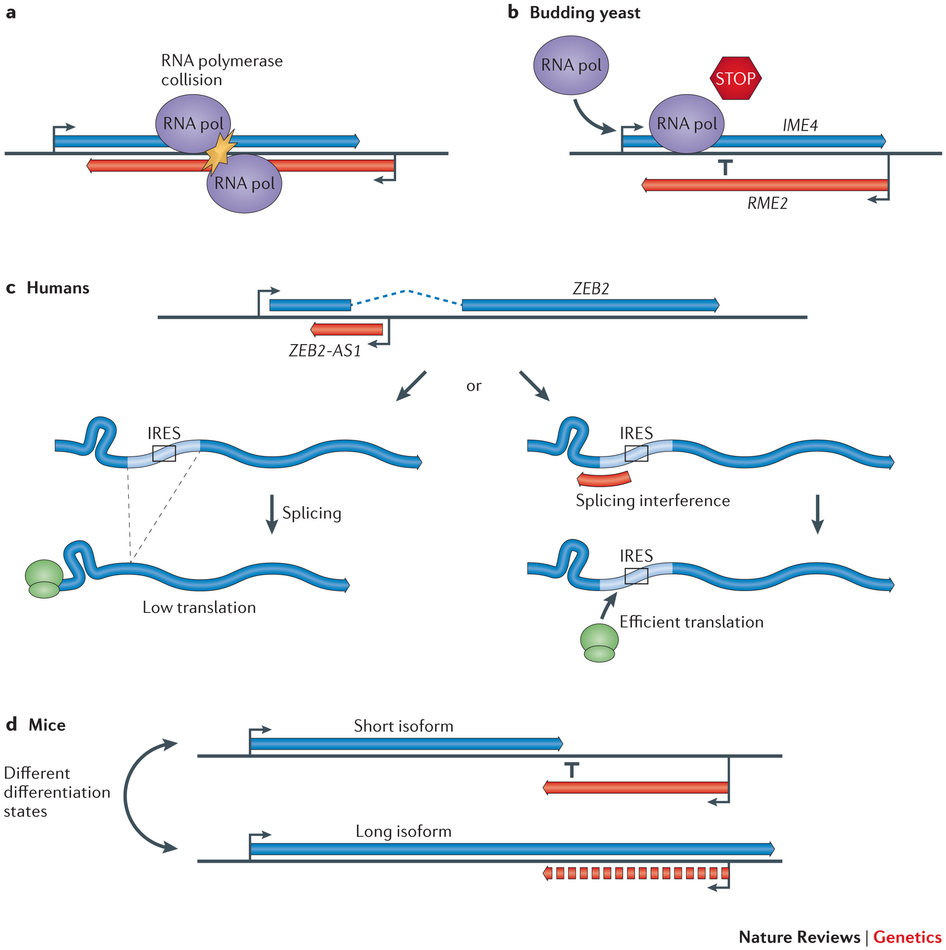 a
RNA polymerase
collision
RNA pol
RNA pol
b Budding yeast
RNA pol
STOP
RNA pol
IME4
RME2
c Humans
ZEB2
ZEB2-AS1
or
IRES
Splicing
Low translation
IRES
Splicing interference
IRES
Efficient translation
d Mice
Different
differentiation
states
Short isoform
Long isoform
Nature Reviews | Genetics